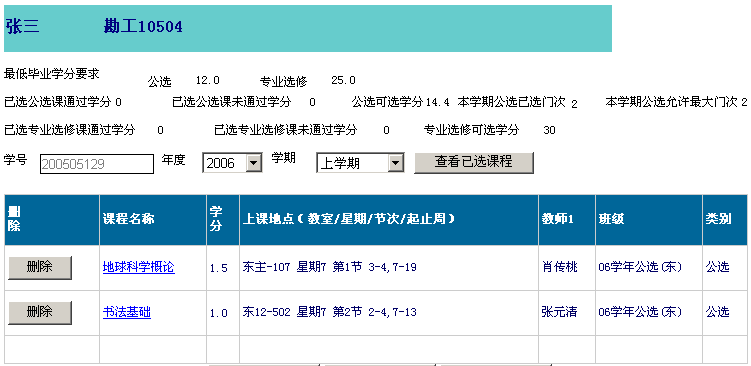 张三 勘工10504
最低毕业学分要求 公选 12.0 专业选修 25.0
已选公选课通过学分 0 已选公选课未通过学分 0 公选可选学分 14.4 本学期公选已选门次 2 本学期公选允许最大门次 2
已选专业选修课通过学分 0 已选专业选修课未通过学分 0 专业选修可选学分 30
学号 200505129 年度 2006 学期 上学期 查看已选课程
删除 课程名称 学分 上课地点(教室/星期/节次/起止周) 教师1 班级 类别
删除 地球科学概论 1.5 东主-107 星期7 第1节 3-4,7-19 肖传桃 06学年公选(东) 公选
删除 书法基础 1.0 东12-502 星期7 第2节 2-4,7-13 张元清 06学年公选(东) 公选